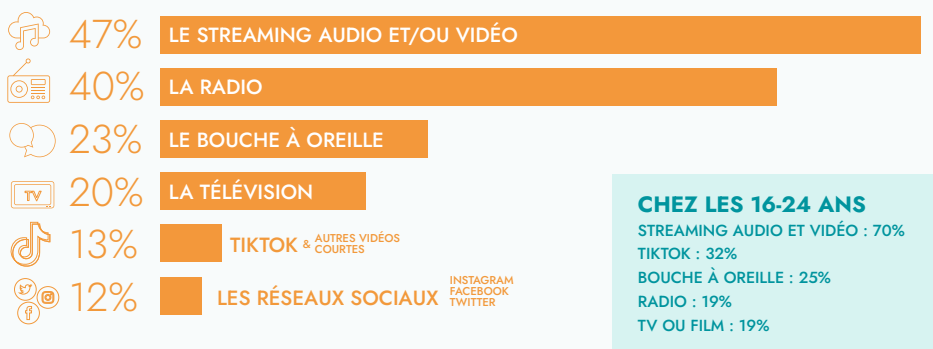 47% LE STREAMING AUDIO ET/OU VIDÉO
40% LA RADIO
23% LE BOUCHE À OREILLE
TV 20% LA TÉLÉVISION
13% TIKTOK & AUTRES VIDÉOS
COURTES
12% LES RÉSEAUX SOCIAUX INSTAGRAM
FACEBOOK
TWITTER
CHEZ LES 16-24 ANS
STREAMING AUDIO ET VIDÉO : 70%
TIKTOK : 32%
BOUCHE À OREILLE : 25%
RADIO : 19%
TV OU FILM : 19%